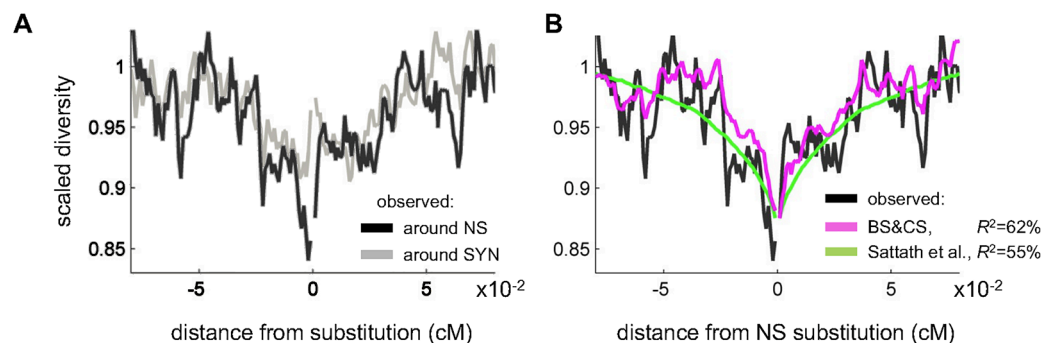 A
B
scaled diversity
1
0.95
0.9
0.85
observed:
around NS
around SYN
-5
0
5
x10-2
distance from substitution (cM)
1
0.95
0.9
0.85
observed:
BS&CS, R2=62%
Sattath et al., R2=55%
-5
0
5
x10-2
distance from NS substitution (cM)